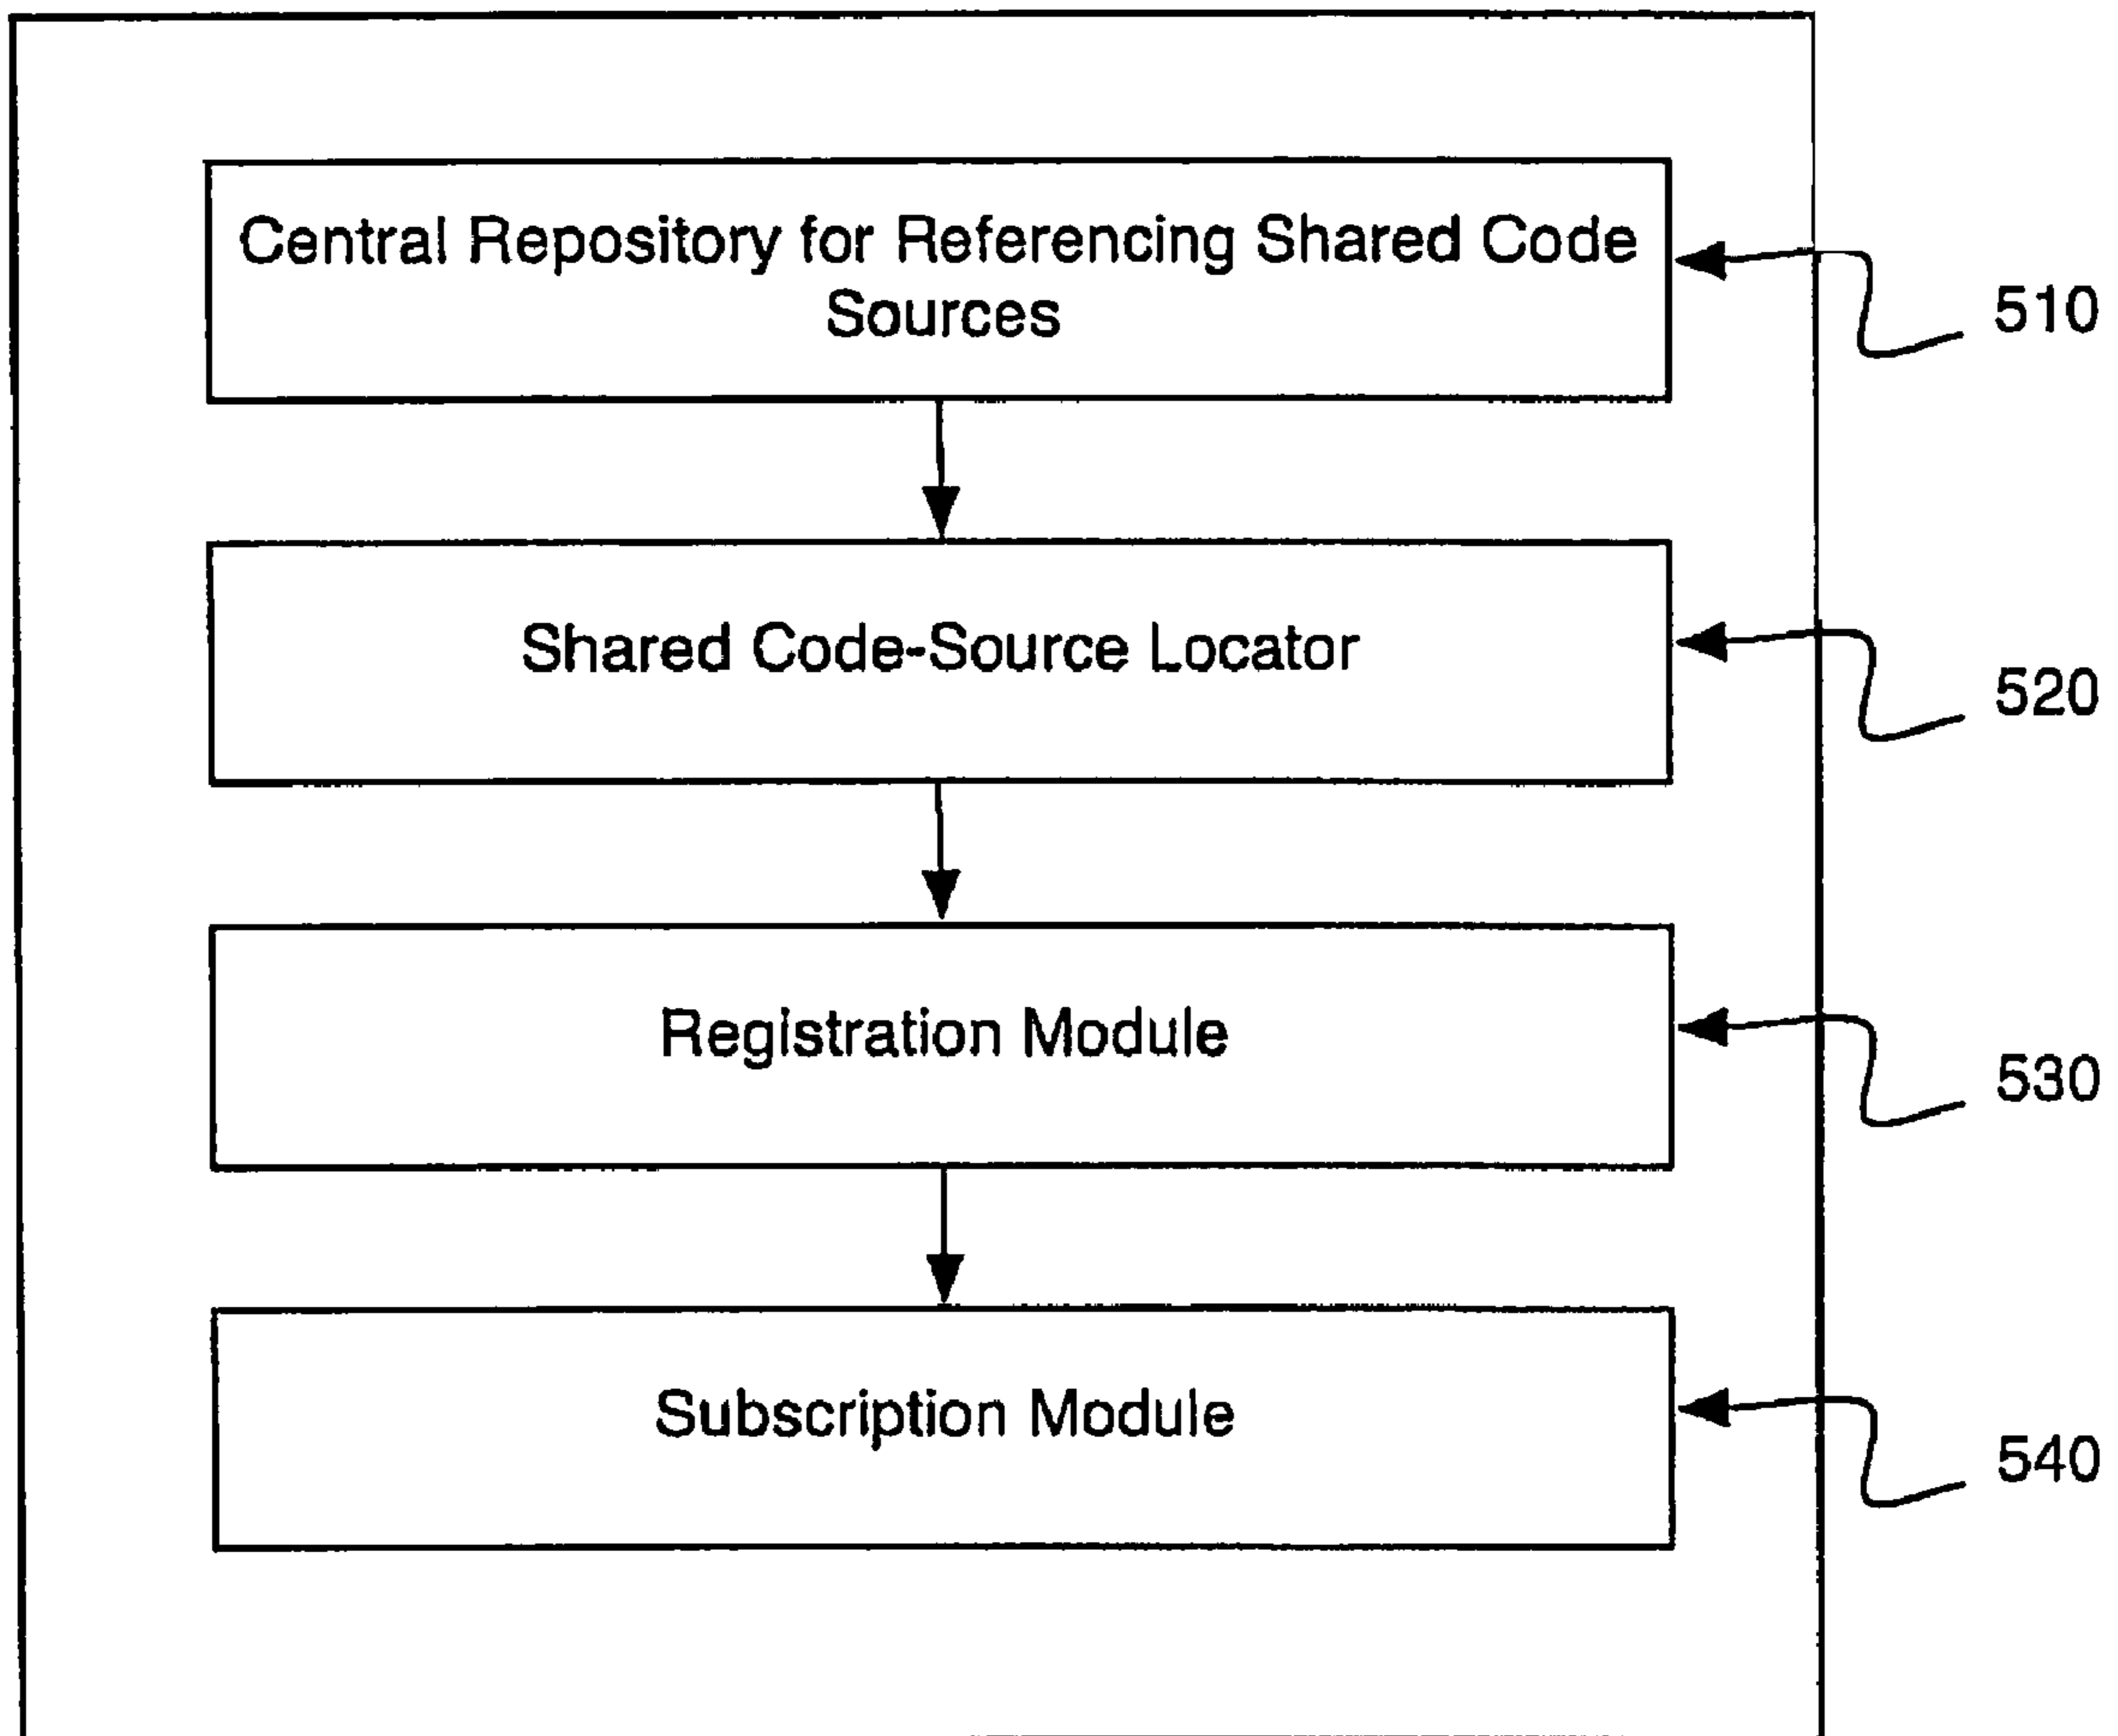 Central Repository for Referencing Shared Code
Sources
510
Shared Code-Source Locator
520
Registration Module
530
Subscription Module
540